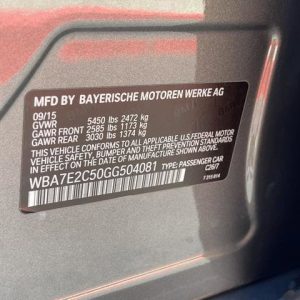 MFD BY BAYERISCHE MOTOREN WERKE AG
09/15
GVWR 5450 lbs 2472 kg
GAWR FRONT 2585 lbs 1173 kg
GAWR REAR 3030 lbs 1374 kg
THIS VEHICLE CONFORMS TO ALL APPLICABLE U.S.FEDERAL MOTOR
VEHICLE SAFETY, BUMPER AND THEFT PREVENTION STANDARDS
IN EFFECT ON THE DATE OF MANUFACTURE SHOWN ABOVE.
WBA7E2C50GG504081 TYPE: PASSENGER CAR
C26/7